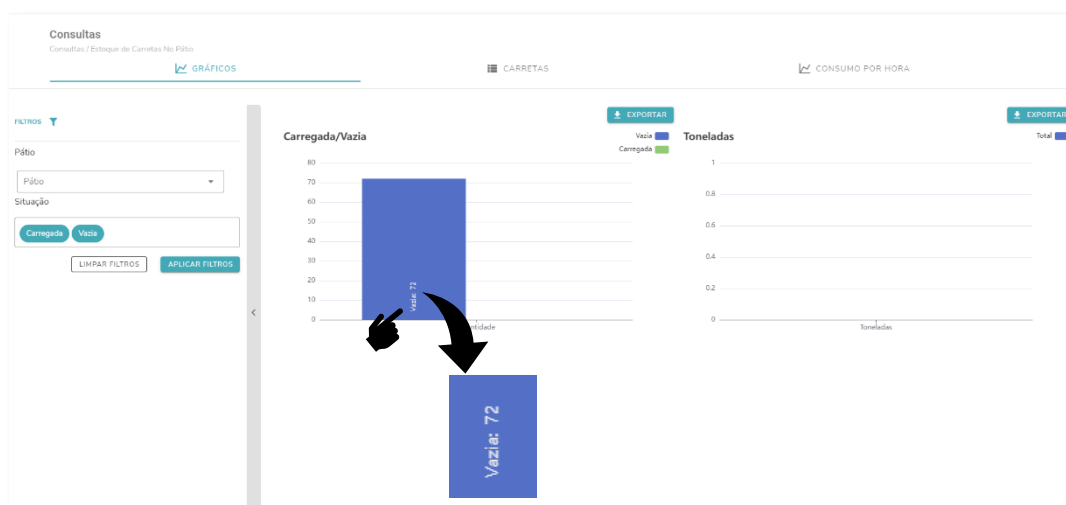 Consultas
Consultas / Estoque de Carretas No Pátio
GRÁFICOS
CARRETAS
CONSUMO POR HORA
FILTROS
Pátio
Pátio
Situação
Carregada
Vazia
LIMPAR FILTROS
APLICAR FILTROS
EXPORTAR
Carregada/Vazia
Vazia
Carregada
80
70
60
50
40
30
20
10
0
Vazia: 72
ntidade
Vazia: 72
EXPORTAR
Toneladas
Total
1
0.8
0.6
0.4
0.2
0
Toneladas